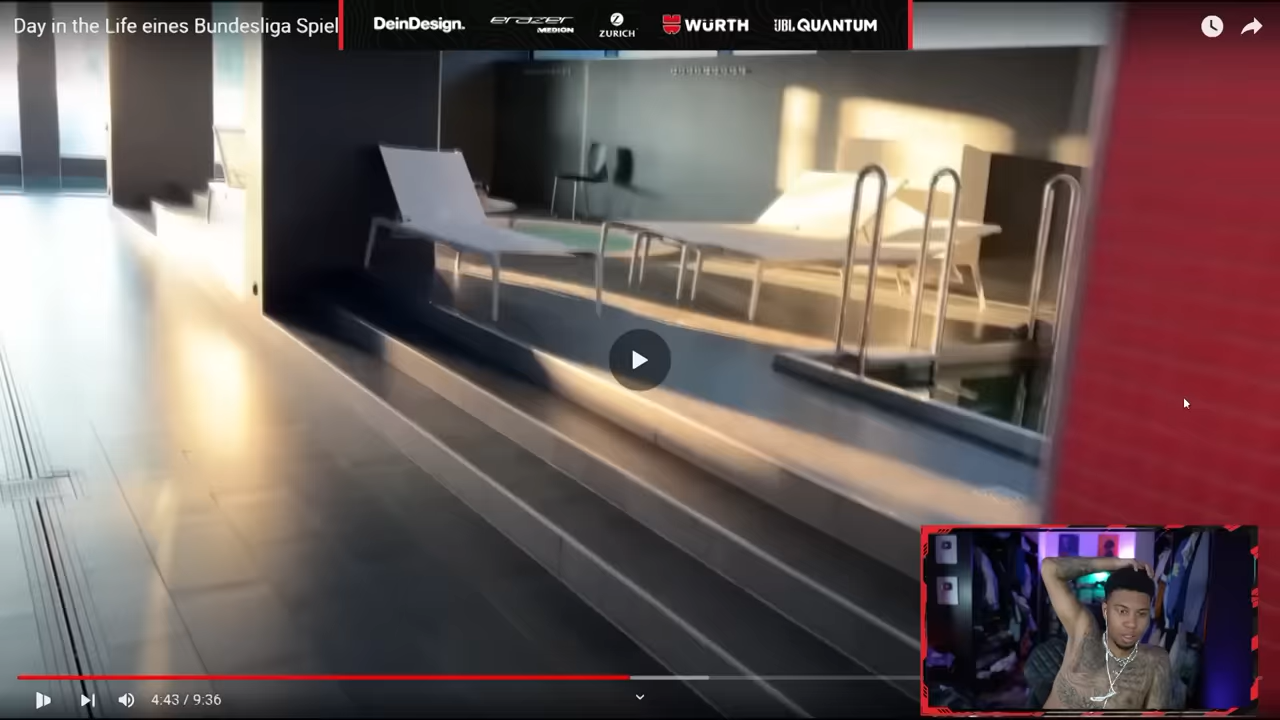 Day in the Life eines Bundesliga Spiel
DeinDesign.
erazer
MEDION
Z
ZURICH
WÜRTH
JBL QUANTUM
4:43 / 9:36